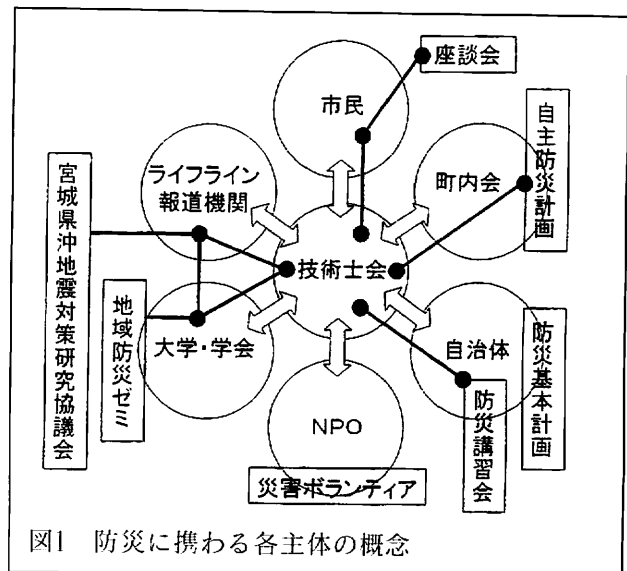 座談会
市民
自主防災計画
ライフライン
報道機関
町内会
宮城県沖地震対策研究協議会
技術士会
地域防災ゼミ
大学・学会
自治体
防災基本計画
防災講習会
NPO
災害ボランティア
図1 防災に携わる各主体の概念